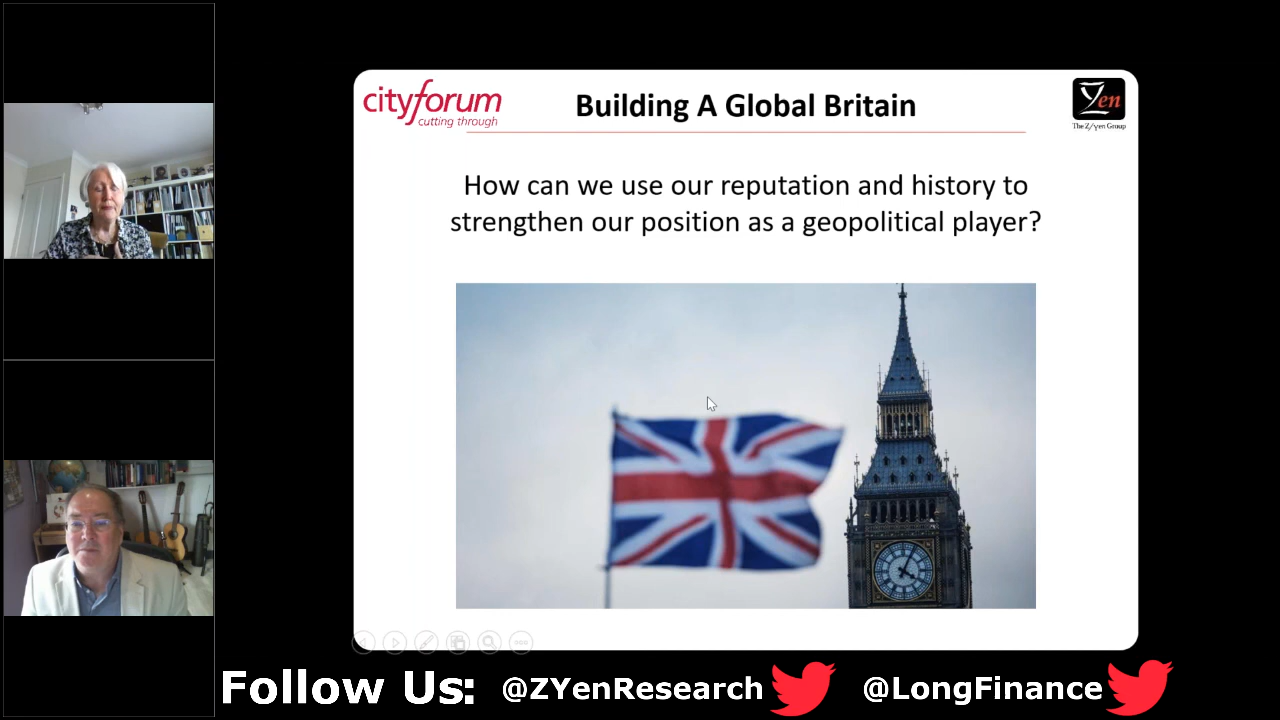 cityforum
cutting through
Building A Global Britain
Zyen
The Z/Yen Group
How can we use our reputation and history to
strengthen our position as a geopolitical player?
Follow Us: @ZYenResearch @LongFinance